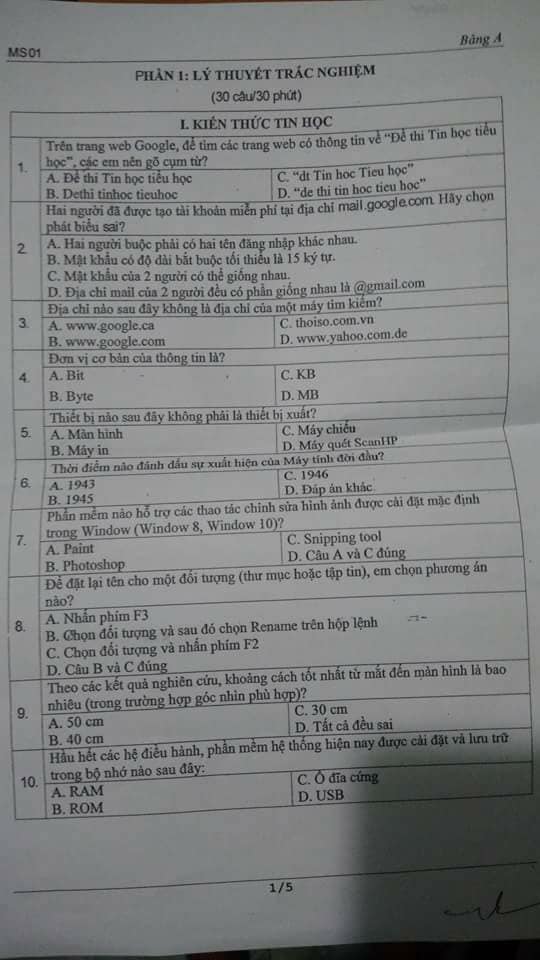 MS01
Bảng A
PHẦN 1: LÝ THUYẾT TRẮC NGHIỆM
(30 câu/30 phút)
I. KIẾN THỨC TIN HỌC
1.
Trên trang web Google, để tìm các trang web có thông tin về “Đề thi Tin học tiểu
học”, các em nên gõ cụm từ?
A. Đề thi Tin học tiểu học
B. Dethi tinhoc tieuhoc
C. “dt Tin hoc Tieu học”
D. “de thi tin hoc tieu học”
2.
Hai người đã được tạo tài khoản miễn phí tại địa chỉ mail.google.com. Hãy chọn
phát biểu sai?
A. Hai người buộc phải có hai tên đăng nhập khác nhau.
B. Mật khẩu có độ dài bắt buộc tối thiểu là 15 ký tự.
C. Mật khẩu của 2 người có thể giống nhau.
D. Địa chỉ mail của 2 người đều có phần giống nhau là @gmail.com
3.
Địa chỉ nào sau đây không là địa chỉ của một máy tìm kiếm?
A. www.google.ca
B. www.google.com
C. thoiso.com.vn
D. www.yahoo.com.de
4.
Đơn vị cơ bản của thông tin là?
A. Bit
B. Byte
C. KB
D. MB
5.
Thiết bị nào sau đây không phải là thiết bị xuất?
A. Màn hình
B. Máy in
C. Máy chiếu
D. Máy quét ScanHP
6.
Thời điểm nào đánh dấu sự xuất hiện của Máy tính đời đầu?
A. 1943
B. 1945
C. 1946
D. Đáp án khác
7.
Phần mềm nào hỗ trợ các thao tác chỉnh sửa hình ảnh được cài đặt mặc định
trong Window (Window 8, Window 10)?
A. Paint
B. Photoshop
C. Snipping tool
D. Câu A và C đúng
8.
Để đặt lại tên cho một đối tượng (thư mục hoặc tập tin), em chọn phương án
nào?
A. Nhấn phím F3
B. Chọn đối tượng và sau đó chọn Rename trên hộp lệnh
C. Chọn đối tượng và nhấn phím F2
D. Câu B và C đúng
9.
Theo các kết quả nghiên cứu, khoảng cách tốt nhất từ mắt đến màn hình là bao
nhiêu (trong trường hợp góc nhìn phù hợp)?
A. 50 cm
B. 40 cm
C. 30 cm
D. Tất cả đều sai
10.
Hầu hết các hệ điều hành, phần mềm hệ thống hiện nay được cài đặt và lưu trữ
trong bộ nhớ nào sau đây:
A. RAM
B. ROM
C. Ổ đĩa cứng
D. USB
1/5